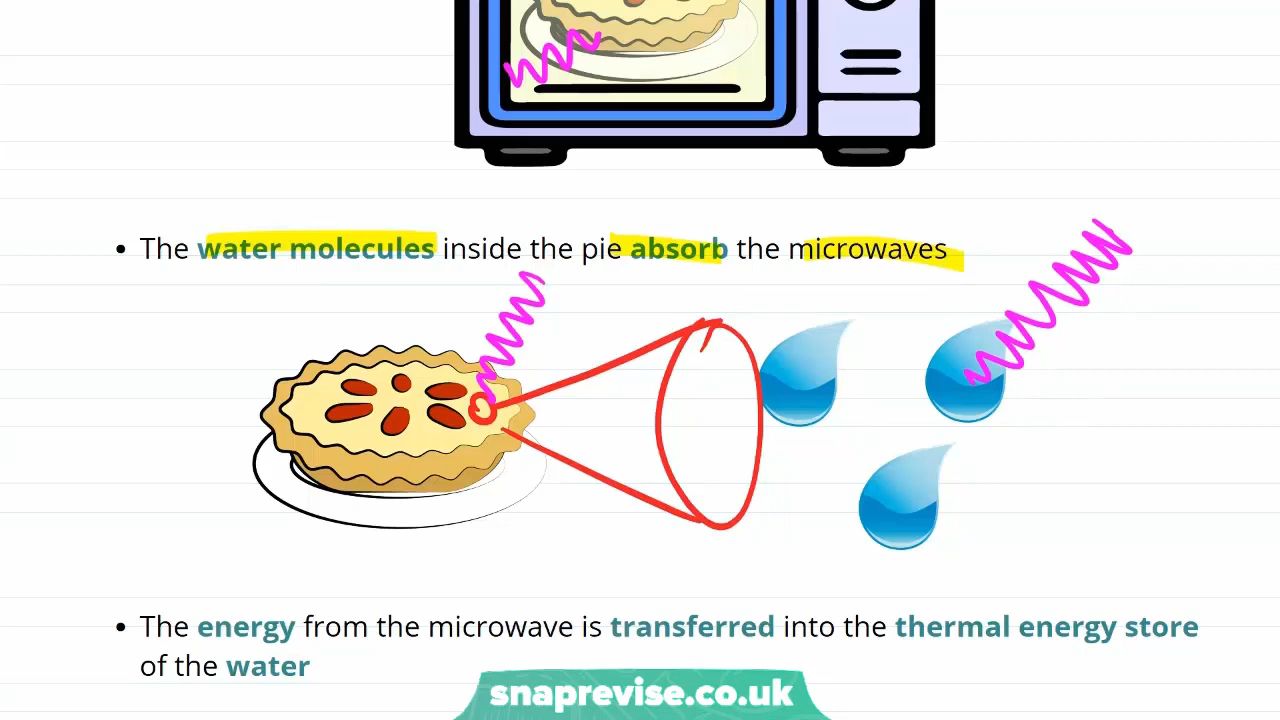 The water molecules inside the pie absorb the microwaves
The energy from the microwave is transferred into the thermal energy store
of the water
snaprevise.co.uk